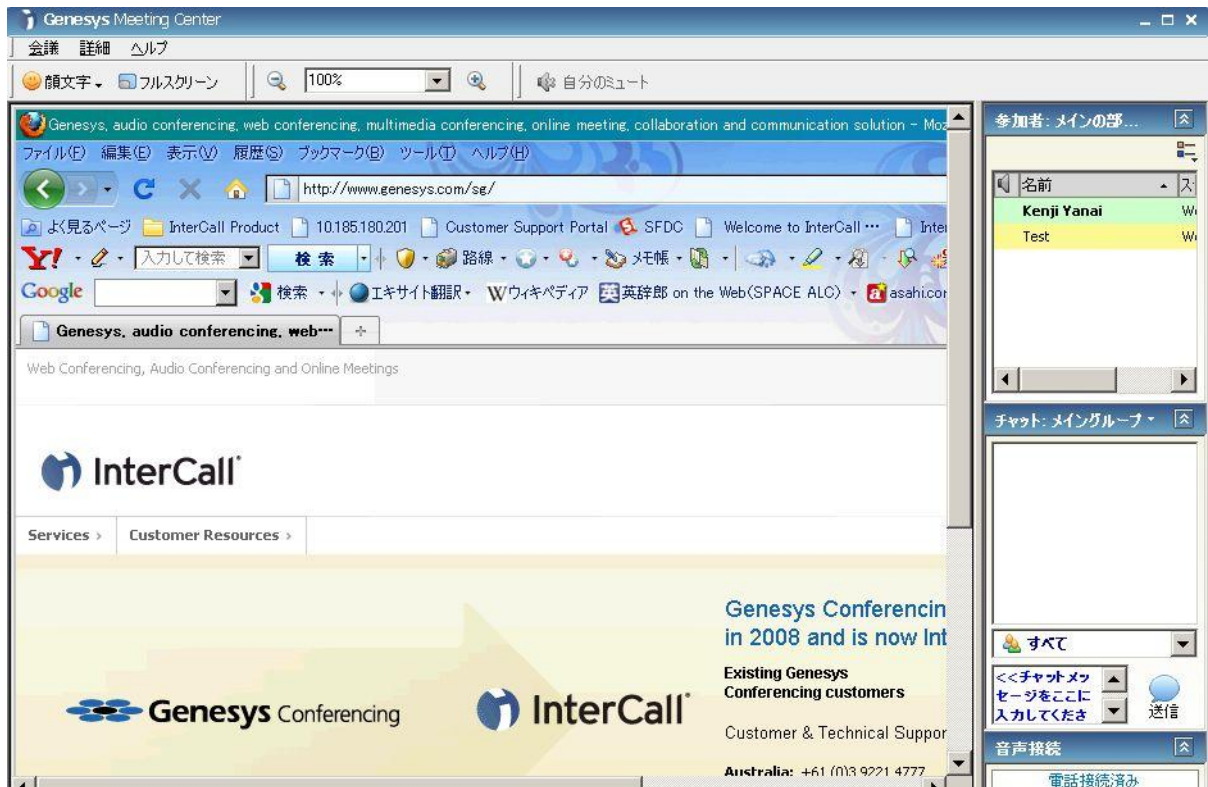 Genesys Meeting Center
会議 詳細 ヘルプ
顔文字 フルスクリーン 100% 自分のミュート
Genesys, audio conferencing, web conferencing, multimedia conferencing, online meeting, collaboration and communication solution - Moz
ファイル(F) 編集(E) 表示(V) 履歴(S) ブックマーク(B) ツール(T) ヘルプ(H)
http://www.genesys.com/sg/
よく見るページ InterCall Product 10.185.180.201 Customer Support Portal SFDC Welcome to InterCall … Inter
Y! 入力して検索 検索 路線 メモ帳
Google 検索 エキサイト翻訳 W ウィキペディア 英 英辞郎 on the Web(SPACE ALC) asahi.cor
Genesys, audio conferencing, web… +
Web Conferencing, Audio Conferencing and Online Meetings
InterCall
Services › Customer Resources ›
Genesys Conferencin
in 2008 and is now Int
Existing Genesys
Conferencing customers
Genesys Conferencing InterCall
Customer & Technical Suppor
Australia: +61 (0)3 9221 4777
参加者: メインの部...
名前 ス
Kenji Yanai
Test
チャット: メイングループ
すべて
<<チャットメッ
セージをここに
入力してくださ
送信
音声接続
電話接続済み